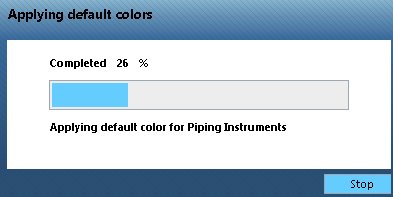 Applying default colors
Completed 26 %
Applying default color for Piping Instruments
Stop